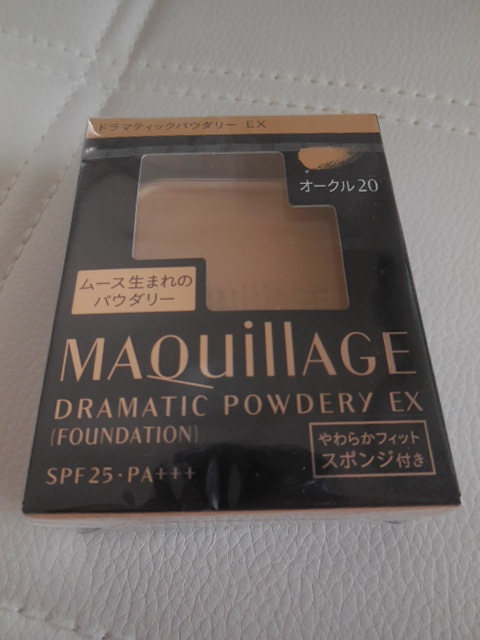 ドラマティックパウダリー EX
オークル20
ムース生まれの
パウダリー
MAQuillAGE
DRAMATIC POWDERY EX
(FOUNDATION)
やわらかフィット
スポンジ付き
SPF25・PA+++